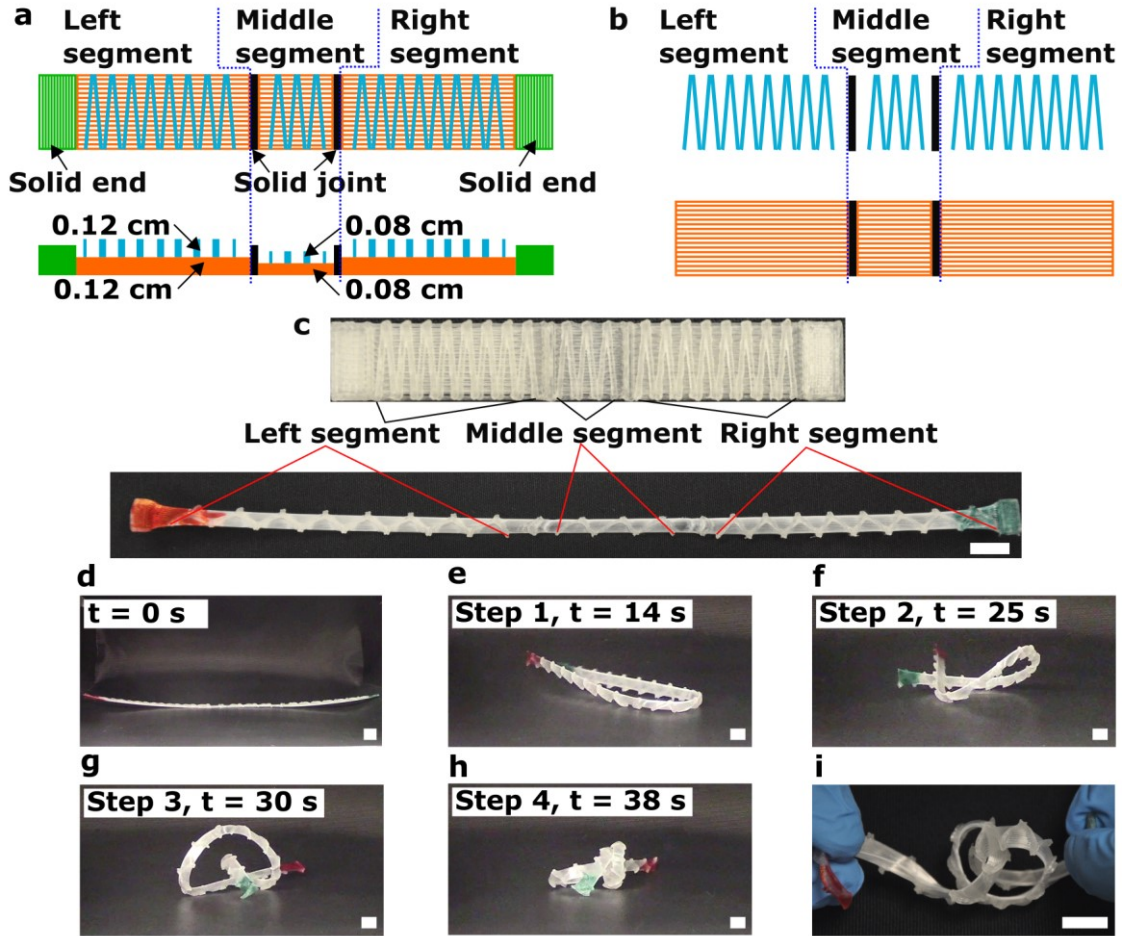 a
Left segment
Middle segment
Right segment
Solid end
Solid joint
Solid end
0.12 cm
0.08 cm
0.12 cm
0.08 cm
b
Left segment
Middle segment
Right segment
c
Left segment
Middle segment
Right segment
d
t = 0 s
e
Step 1, t = 14 s
f
Step 2, t = 25 s
g
Step 3, t = 30 s
h
Step 4, t = 38 s
i